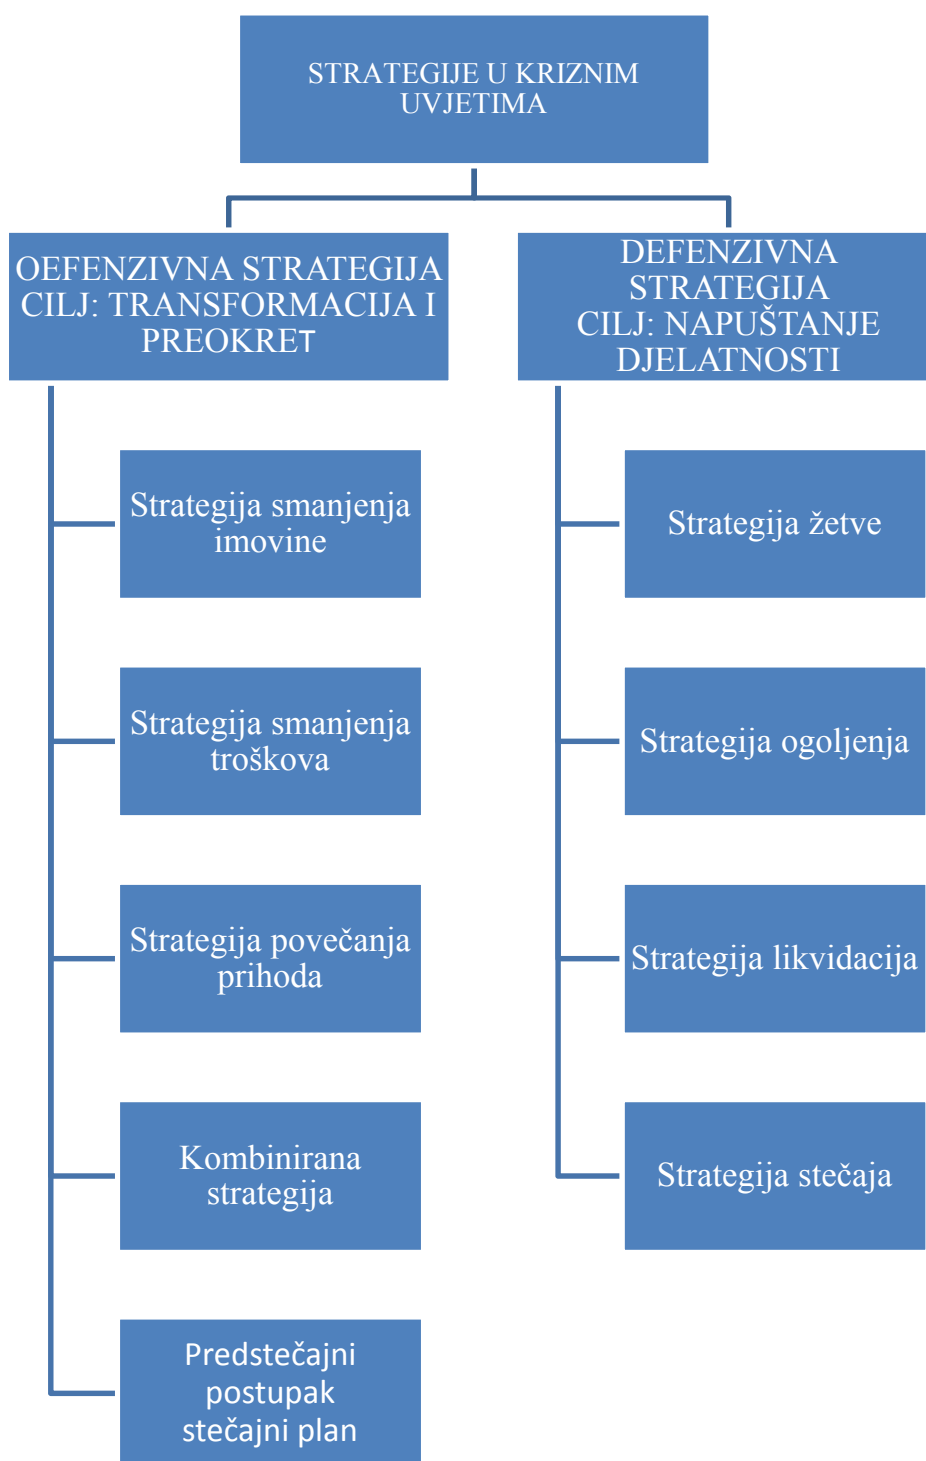 STRATEGIJE U KRIZNIM
UVJETIMA
OEFENZIVNA STRATEGIJA
CILJ: TRANSFORMACIJA I
PREOKRET
DEFENZIVNA
STRATEGIJA
CILJ: NAPUŠTANJE
DJELATNOSTI
Strategija smanjenja
imovine
Strategija smanjenja
troškova
Strategija povečanja
prihoda
Kombinirana
strategija
Predstečajni
postupak
stečajni plan
Strategija žetve
Strategija ogoljenja
Strategija likvidacija
Strategija stečaja